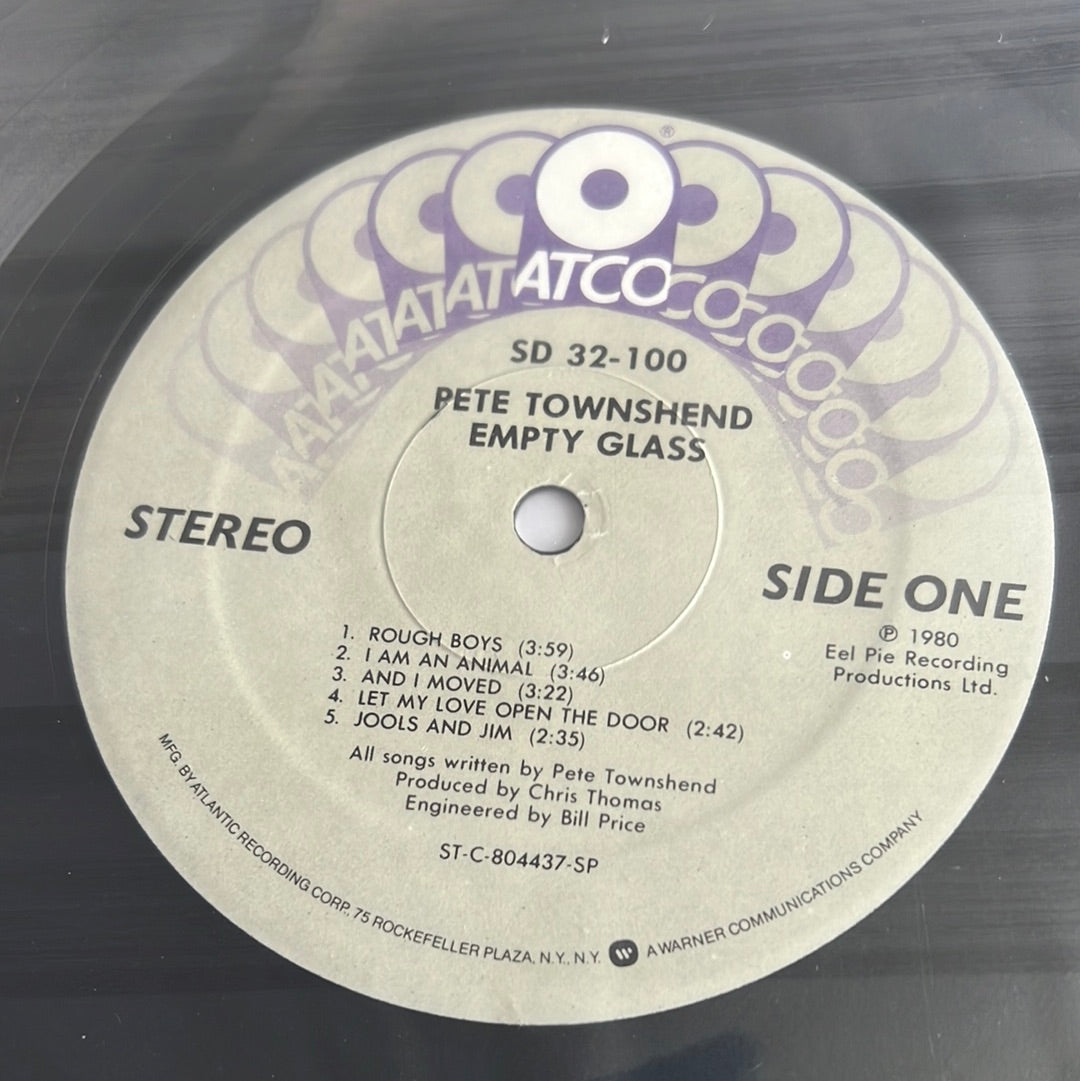 ®
ATATATATATATCOCOCOCOCOCO
SD 32-100
PETE TOWNSHEND
EMPTY GLASS
STEREO
SIDE ONE
℗ 1980
Eel Pie Recording
Productions Ltd.
1. ROUGH BOYS (3:59)
2. I AM AN ANIMAL (3:46)
3. AND I MOVED (3:22)
4. LET MY LOVE OPEN THE DOOR (2:42)
5. JOOLS AND JIM (2:35)
All songs written by Pete Townshend
Produced by Chris Thomas
Engineered by Bill Price
ST-C-804437-SP
MFG. BY ATLANTIC RECORDING CORP., 75 ROCKEFELLER PLAZA, N.Y., N.Y. A WARNER COMMUNICATIONS COMPANY